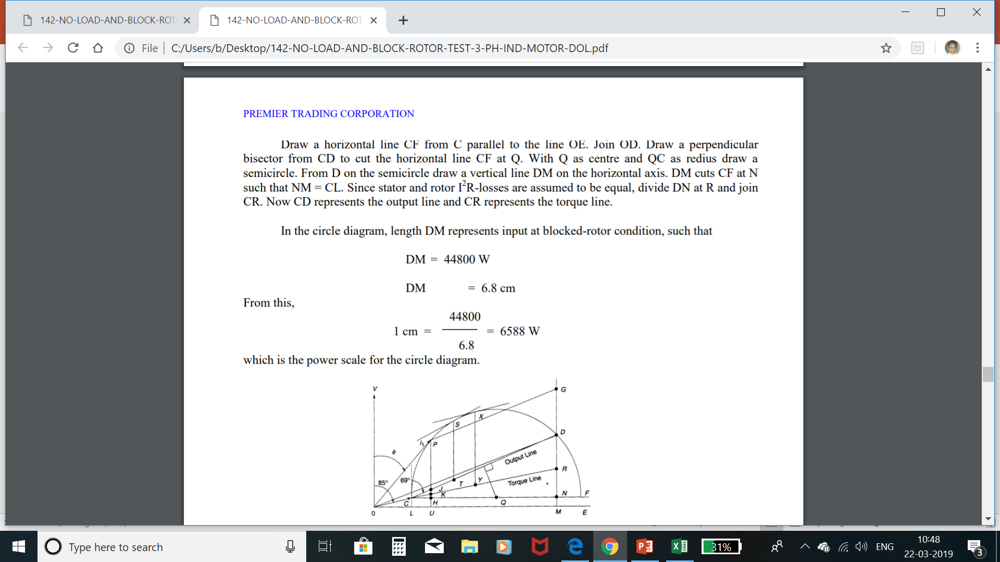 142-NO-LOAD-AND-BLOCK-ROT
142-NO-LOAD-AND-BLOCK-ROT
File
C:/Users/b/Desktop/142-NO-LOAD-AND-BLOCK-ROTOR-TEST-3-PH-IND-MOTOR-DOL.pdf
PREMIER TRADING CORPORATION
Draw a horizontal line CF from C parallel to the line OE. Join OD. Draw a perpendicular
bisector from CD to cut the horizontal line CF at Q. With Q as centre and QC as redius draw a
semicircle. From D on the semicircle draw a vertical line DM on the horizontal axis. DM cuts CF at N
such that NM = CL. Since stator and rotor I²R-losses are assumed to be equal, divide DN at R and join
CR. Now CD represents the output line and CR represents the torque line.
In the circle diagram, length DM represents input at blocked-rotor condition, such that
DM = 44800 W
DM = 6.8 cm
From this,
44800
1 cm = = 6588 W
6.8
which is the power scale for the circle diagram.
V
G
X
S
D
I₁ P
ϕ
Output Line
R
85° 69° T Y Torque Line
J
K
N F
C H Q
O L U M E
Type here to search
31%
ENG
10:48
22-03-2019
3